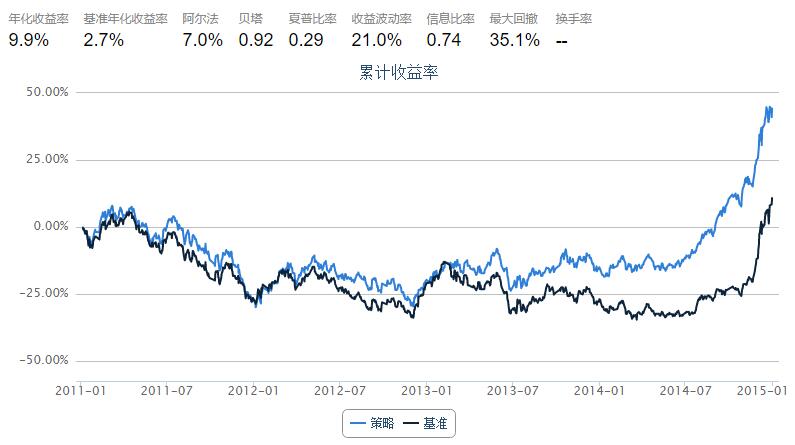 年化收益率 基准年化收益率 阿尔法 贝塔 夏普比率 收益波动率 信息比率 最大回撤 换手率
9.9% 2.7% 7.0% 0.92 0.29 21.0% 0.74 35.1% --
累计收益率
50.00%
25.00%
0.00%
-25.00%
-50.00%
2011-01 2011-07 2012-01 2012-07 2013-01 2013-07 2014-01 2014-07 2015-01
策略 基准